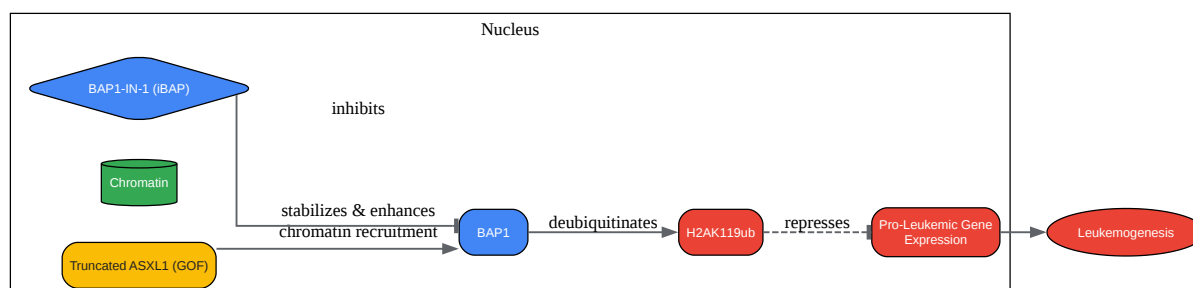 Nucleus
BAP1-IN-1 (iBAP)
inhibits
Chromatin
stabilizes & enhances
chromatin recruitment
Truncated ASXL1 (GOF)
BAP1
deubiquitinates
H2AK119ub
represses
Pro-Leukemic Gene
Expression
Leukemogenesis